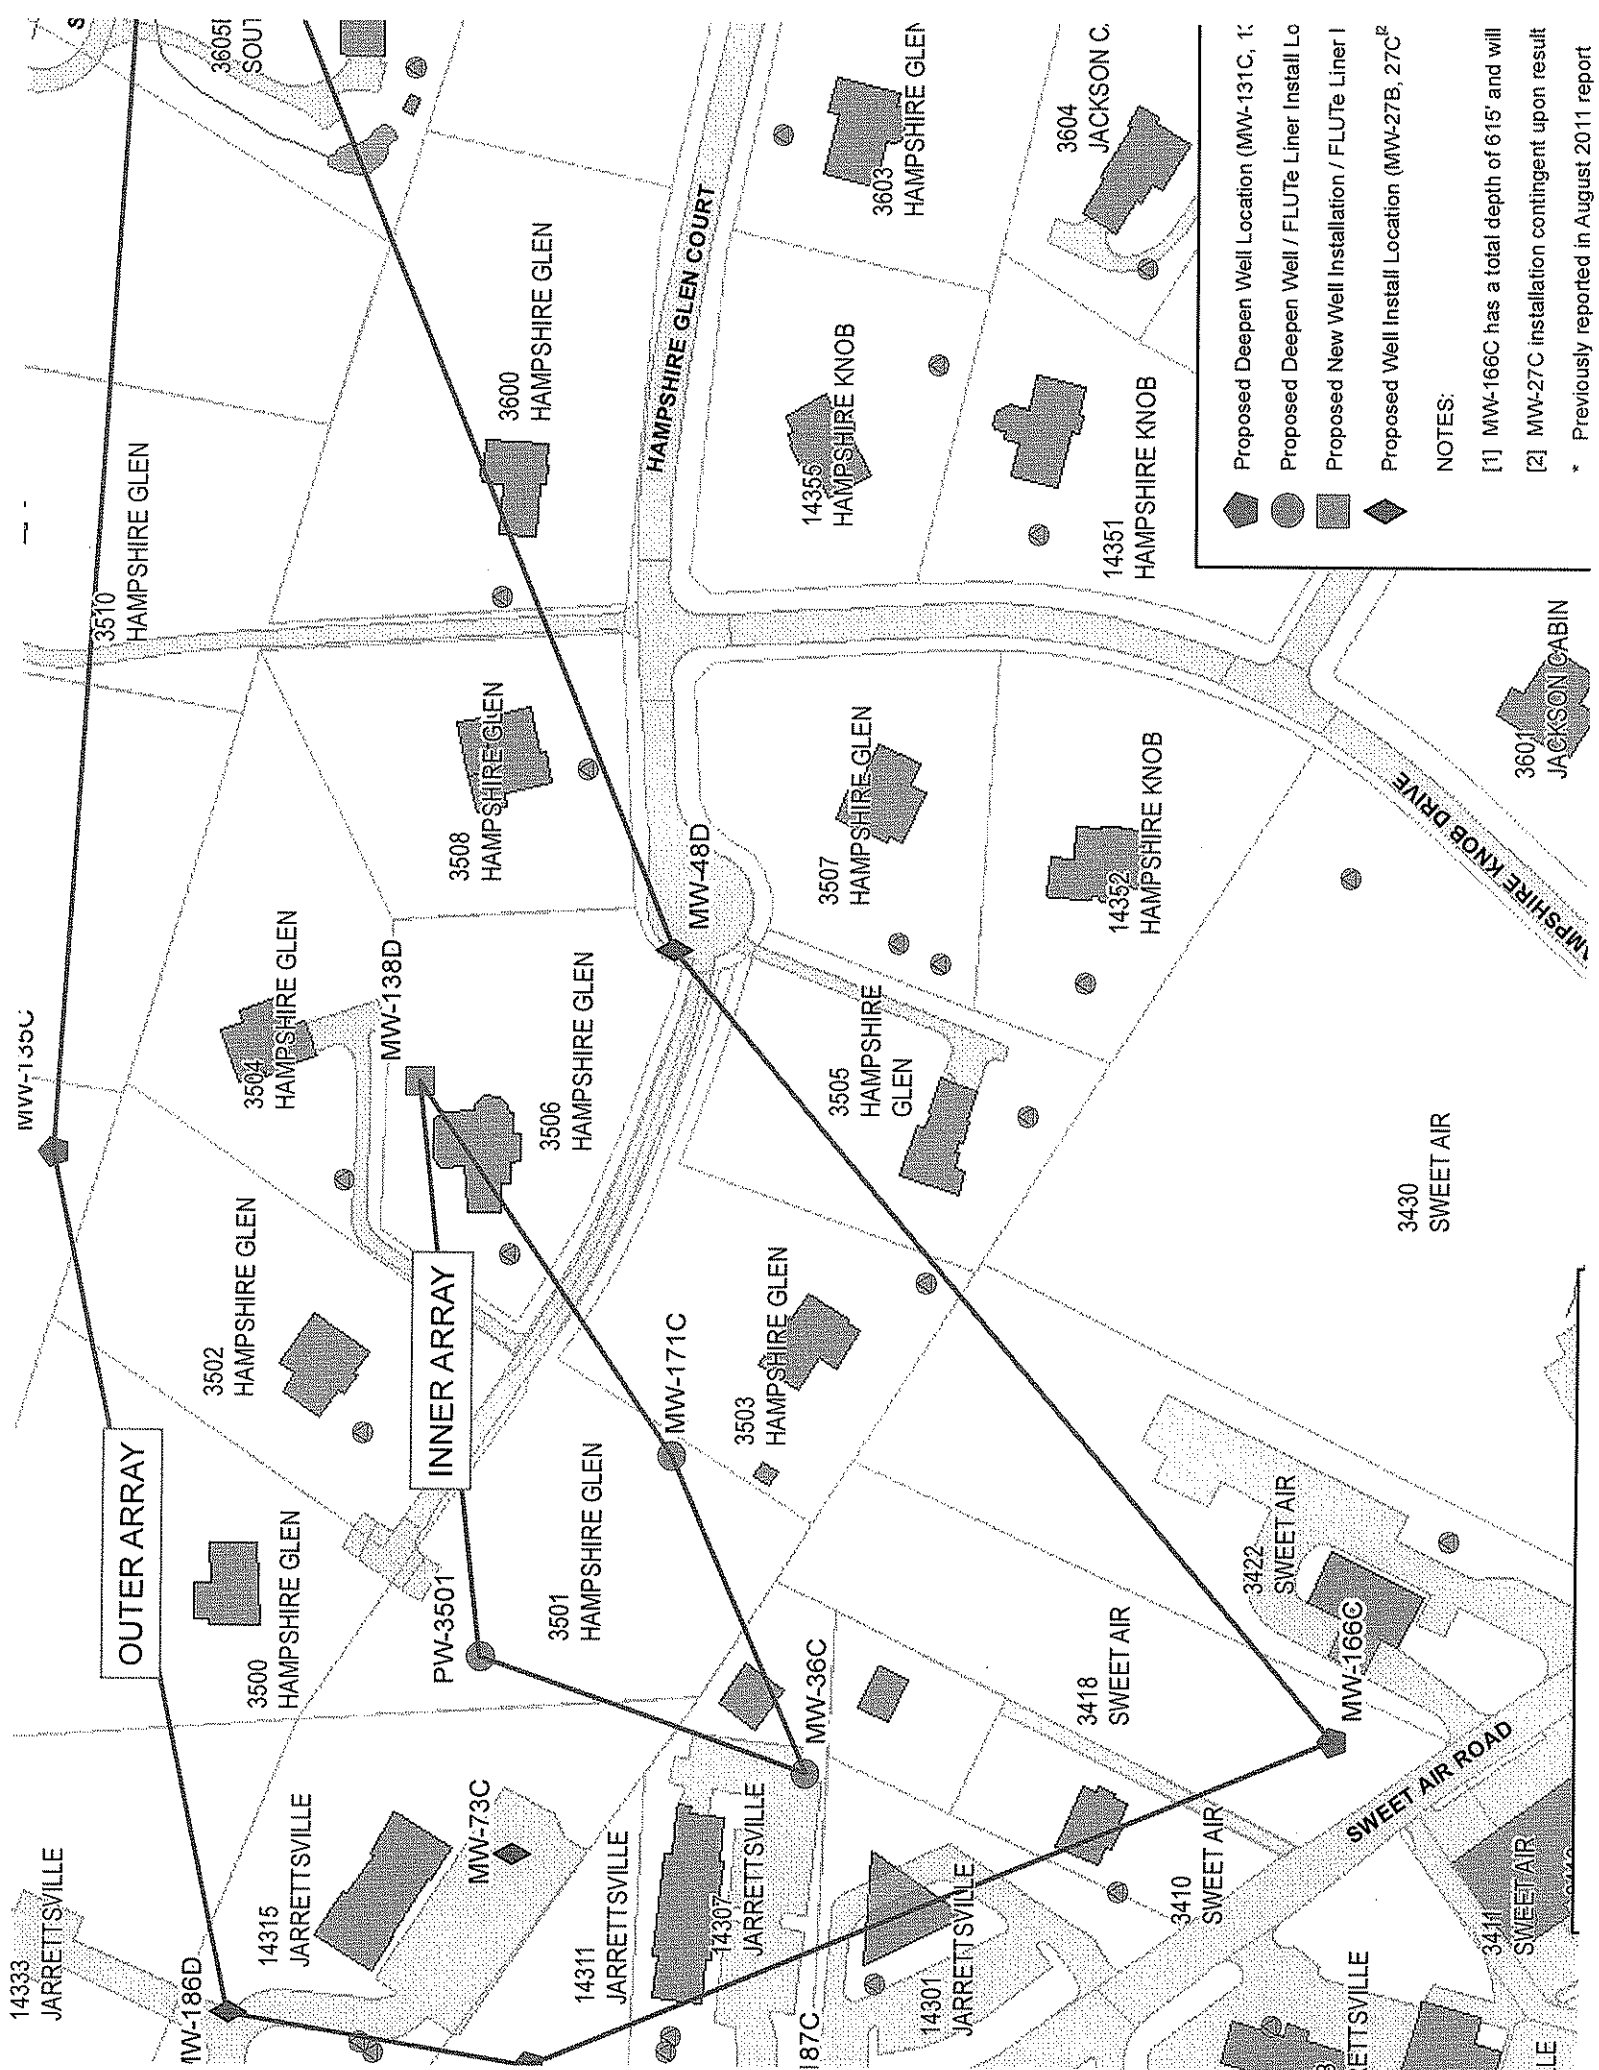 14333
JARRETTSVILLE
MW-186D
14315
JARRETTSVILLE
MW-73C
14311
JARRETTSVILLE
14307
JARRETTSVILLE
187C
14301
JARRETTSVILLE
3410
SWEET AIR
3411
SWEET AIR
SWEET AIR ROAD
OUTER ARRAY
3500
HAMPSHIRE GLEN
PW-3501
3501
HAMPSHIRE GLEN
MW-36C
3418
SWEET AIR
MW-166C
3422
SWEET AIR
3502
HAMPSHIRE GLEN
INNER ARRAY
MW-171C
3503
HAMPSHIRE GLEN
3430
SWEET AIR
MW-135C
3504
HAMPSHIRE GLEN
MW-138D
3506
HAMPSHIRE GLEN
MW-48D
3505
HAMPSHIRE
GLEN
3508
HAMPSHIRE GLEN
3507
HAMPSHIRE GLEN
14352
HAMPSHIRE KNOB
AMPSHIRE KNOB DRIVE
3601
JACKSON CABIN
3510
HAMPSHIRE GLEN
3600
HAMPSHIRE GLEN
HAMPSHIRE GLEN COURT
14355
HAMPSHIRE KNOB
14351
HAMPSHIRE KNOB
3605
SOUT
3603
HAMPSHIRE GLEN
3604
JACKSON C
Proposed Deepen Well Location (MW-131C, 1
Proposed Deepen Well / FLUTe Liner Install Lo
Proposed New Well Installation / FLUTe Liner I
Proposed Well Install Location (MW-27B, 27C[2
NOTES:
[1] MW-166C has a total depth of 615' and will
[2] MW-27C installation contingent upon result
* Previously reported in August 2011 report